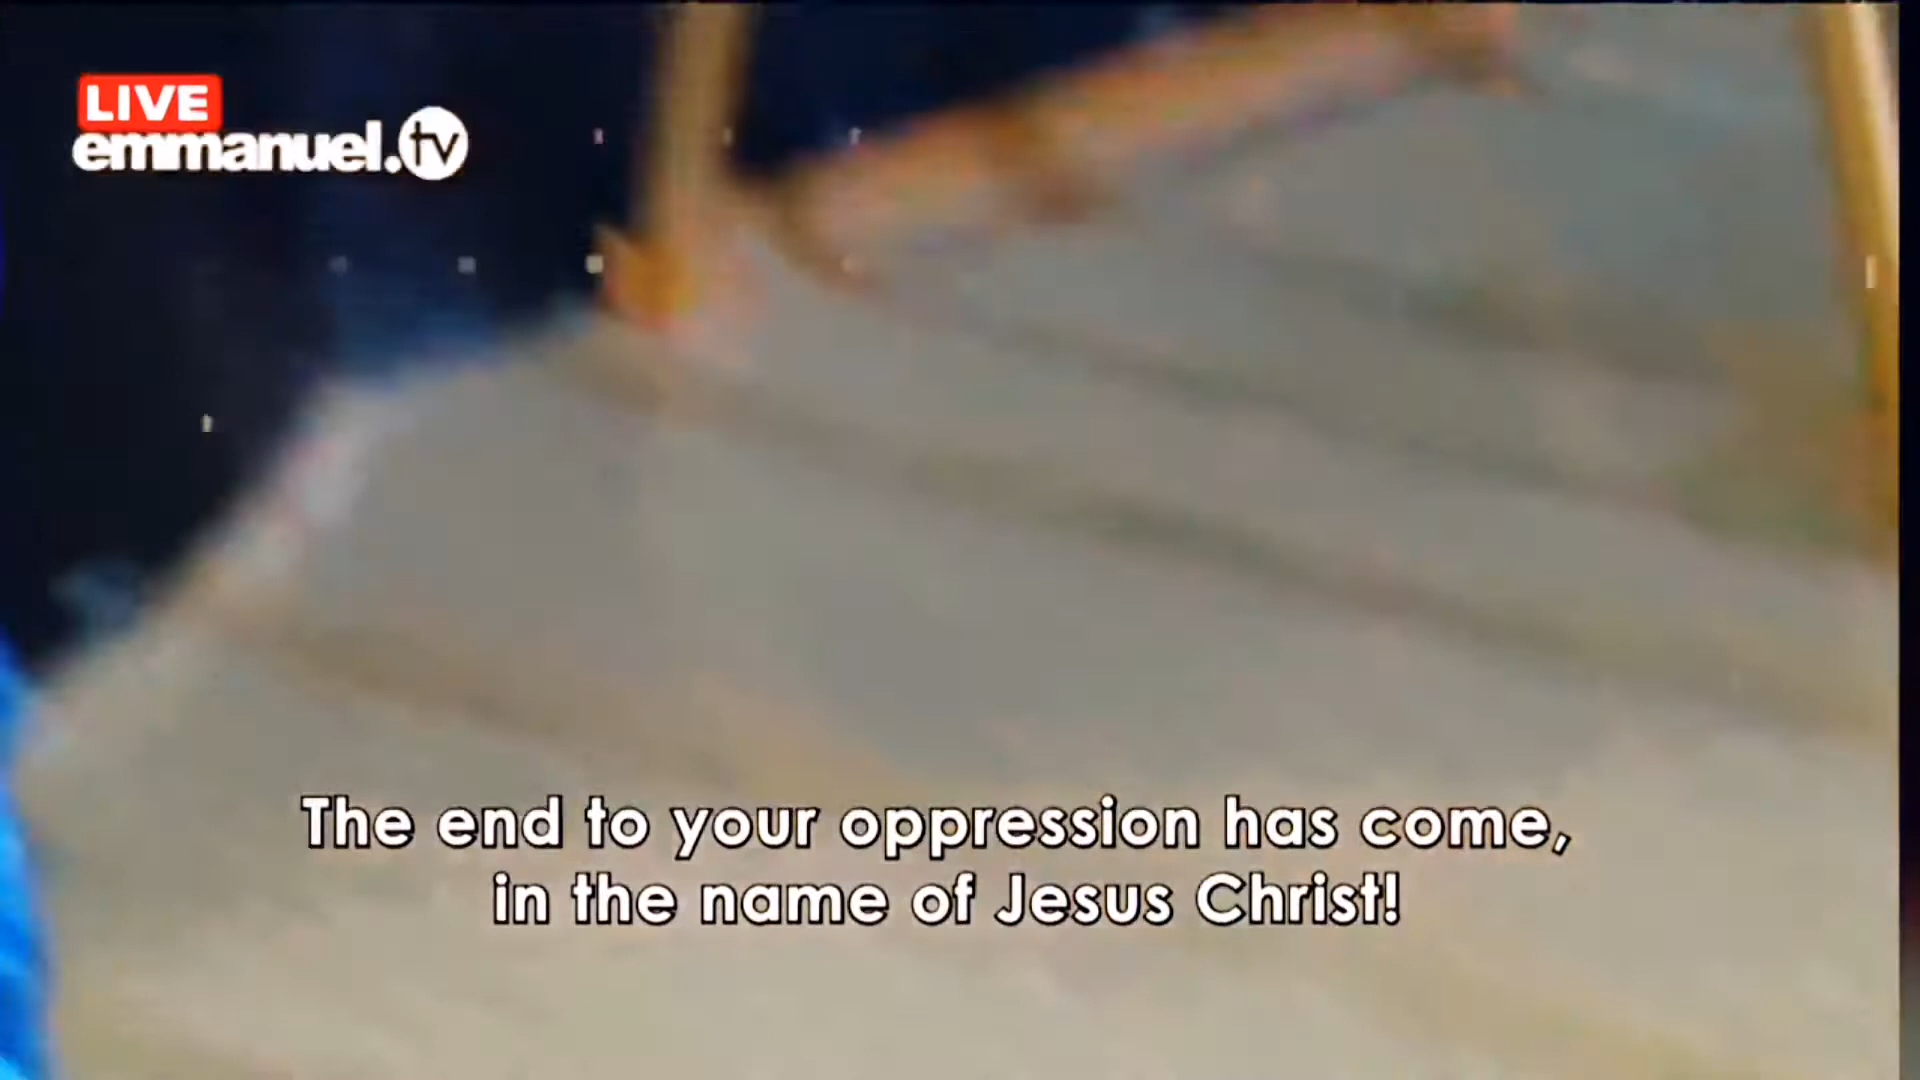 LIVE
emmanuel.tv
The end to your oppression has come,
in the name of Jesus Christ!